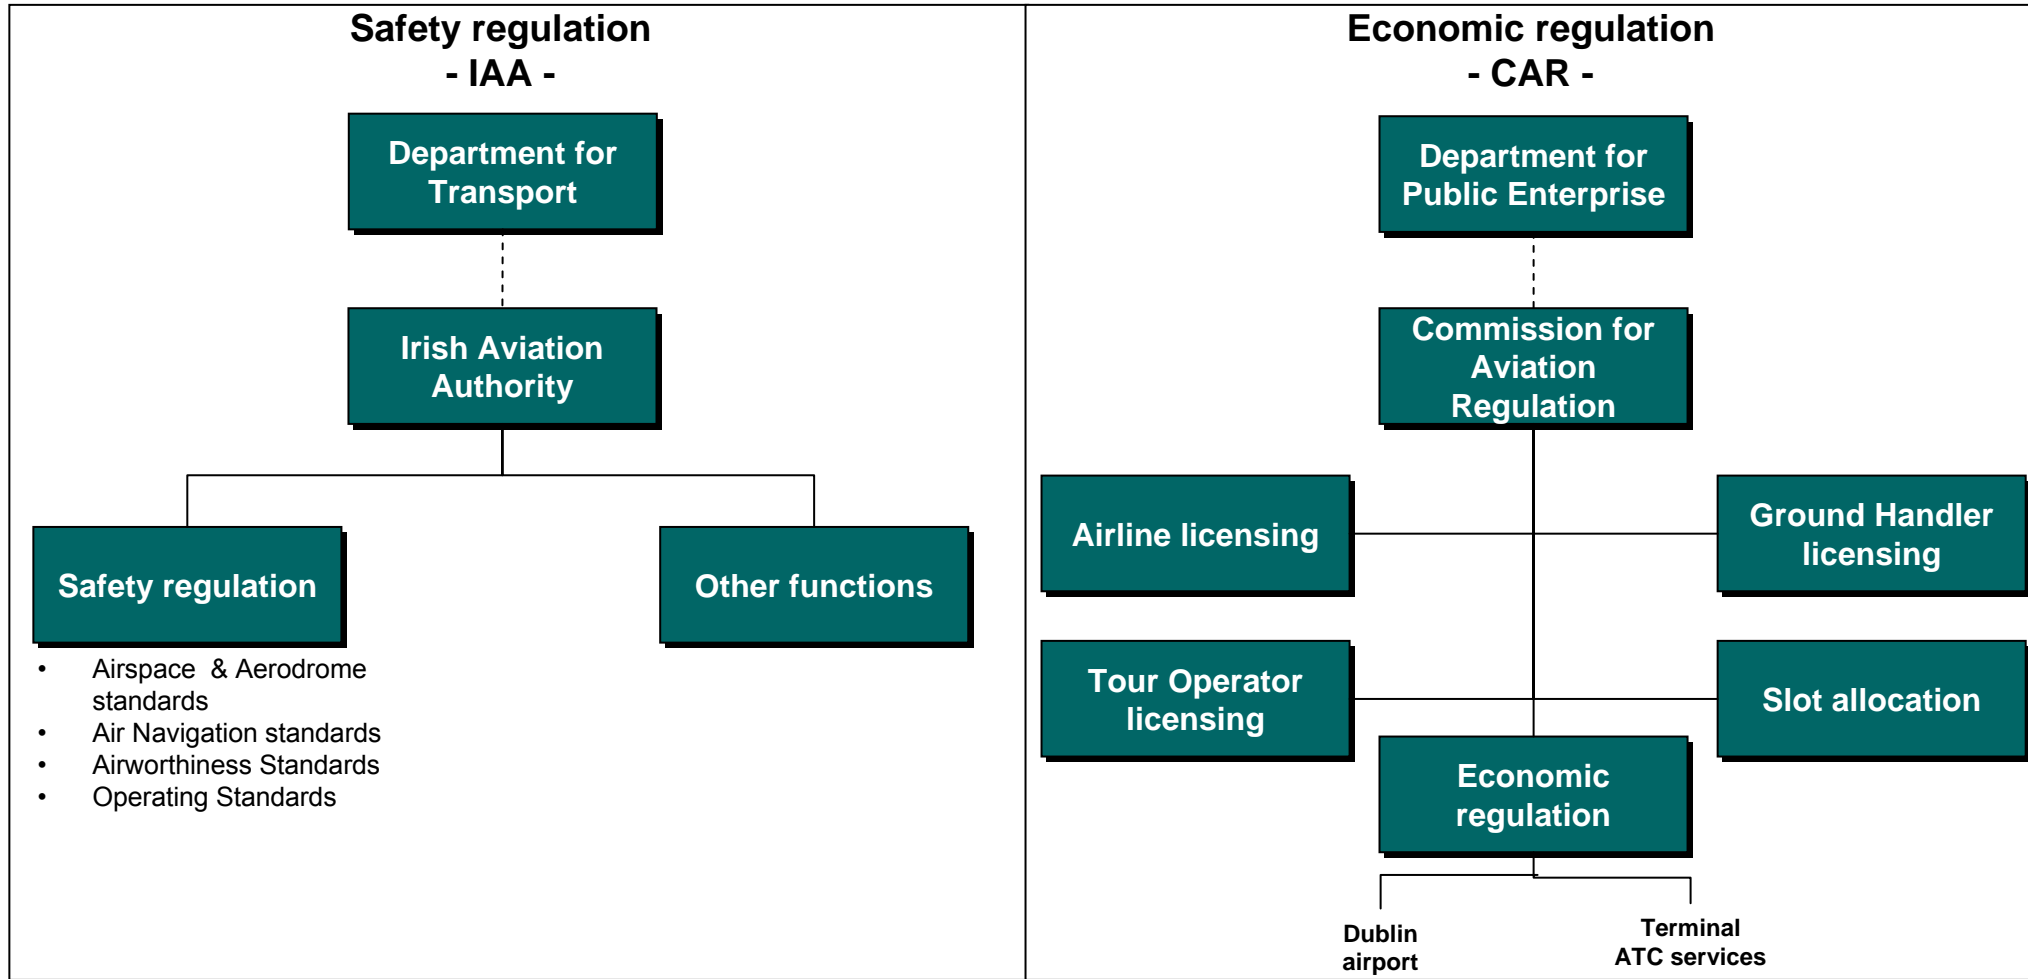 Safety regulation
- IAA -
Department for
Transport
Irish Aviation
Authority
Safety regulation
Other functions
• Airspace & Aerodrome
standards
• Air Navigation standards
• Airworthiness Standards
• Operating Standards
Economic regulation
- CAR -
Department for
Public Enterprise
Commission for
Aviation
Regulation
Airline licensing
Ground Handler
licensing
Tour Operator
licensing
Slot allocation
Economic
regulation
Dublin
airport
Terminal
ATC services